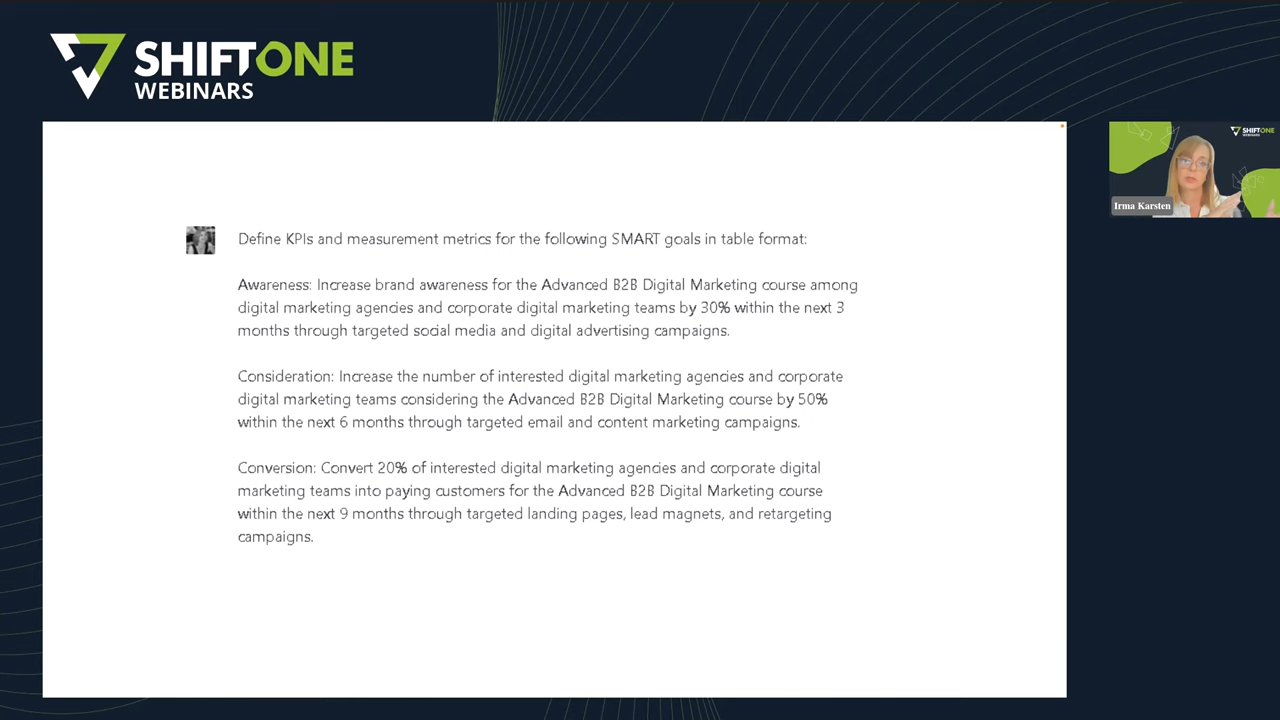 SHIFTONE
WEBINARS
Define KPIs and measurement metrics for the following SMART goals in table format:
Awareness: Increase brand awareness for the Advanced B2B Digital Marketing course among
digital marketing agencies and corporate digital marketing teams by 30% within the next 3
months through targeted social media and digital advertising campaigns.
Consideration: Increase the number of interested digital marketing agencies and corporate
digital marketing teams considering the Advanced B2B Digital Marketing course by 50%
within the next 6 months through targeted email and content marketing campaigns.
Conversion: Convert 20% of interested digital marketing agencies and corporate digital
marketing teams into paying customers for the Advanced B2B Digital Marketing course
within the next 9 months through targeted landing pages, lead magnets, and retargeting
campaigns.
SHIFTONE
WEBINARS
Irma Karsten